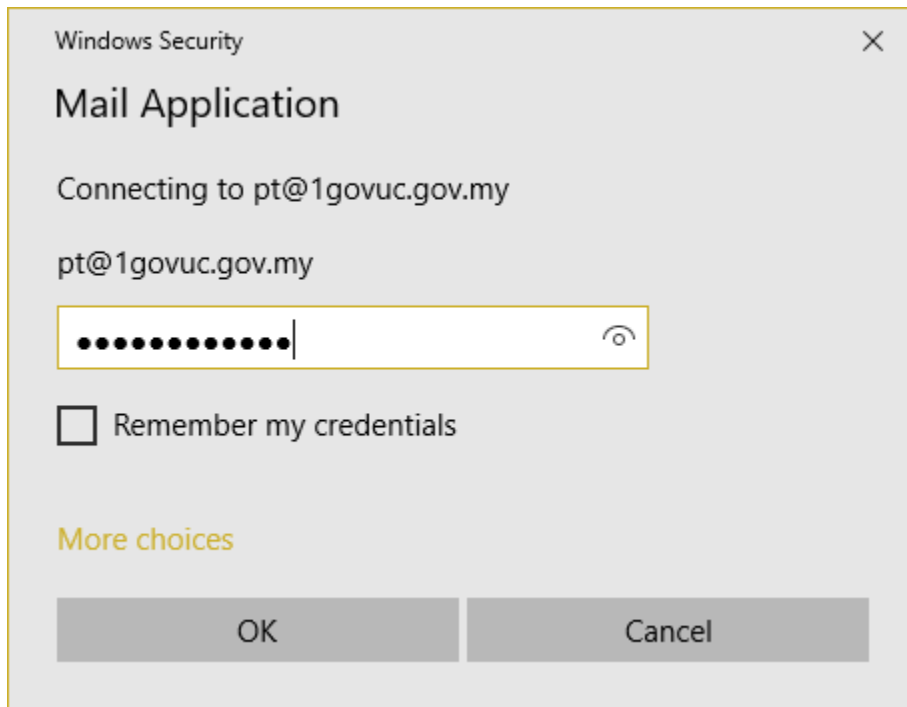 Windows Security
Mail Application
Connecting to pt@1govuc.gov.my
pt@1govuc.gov.my
●●●●●●●●●●●●
Remember my credentials
More choices
OK
Cancel